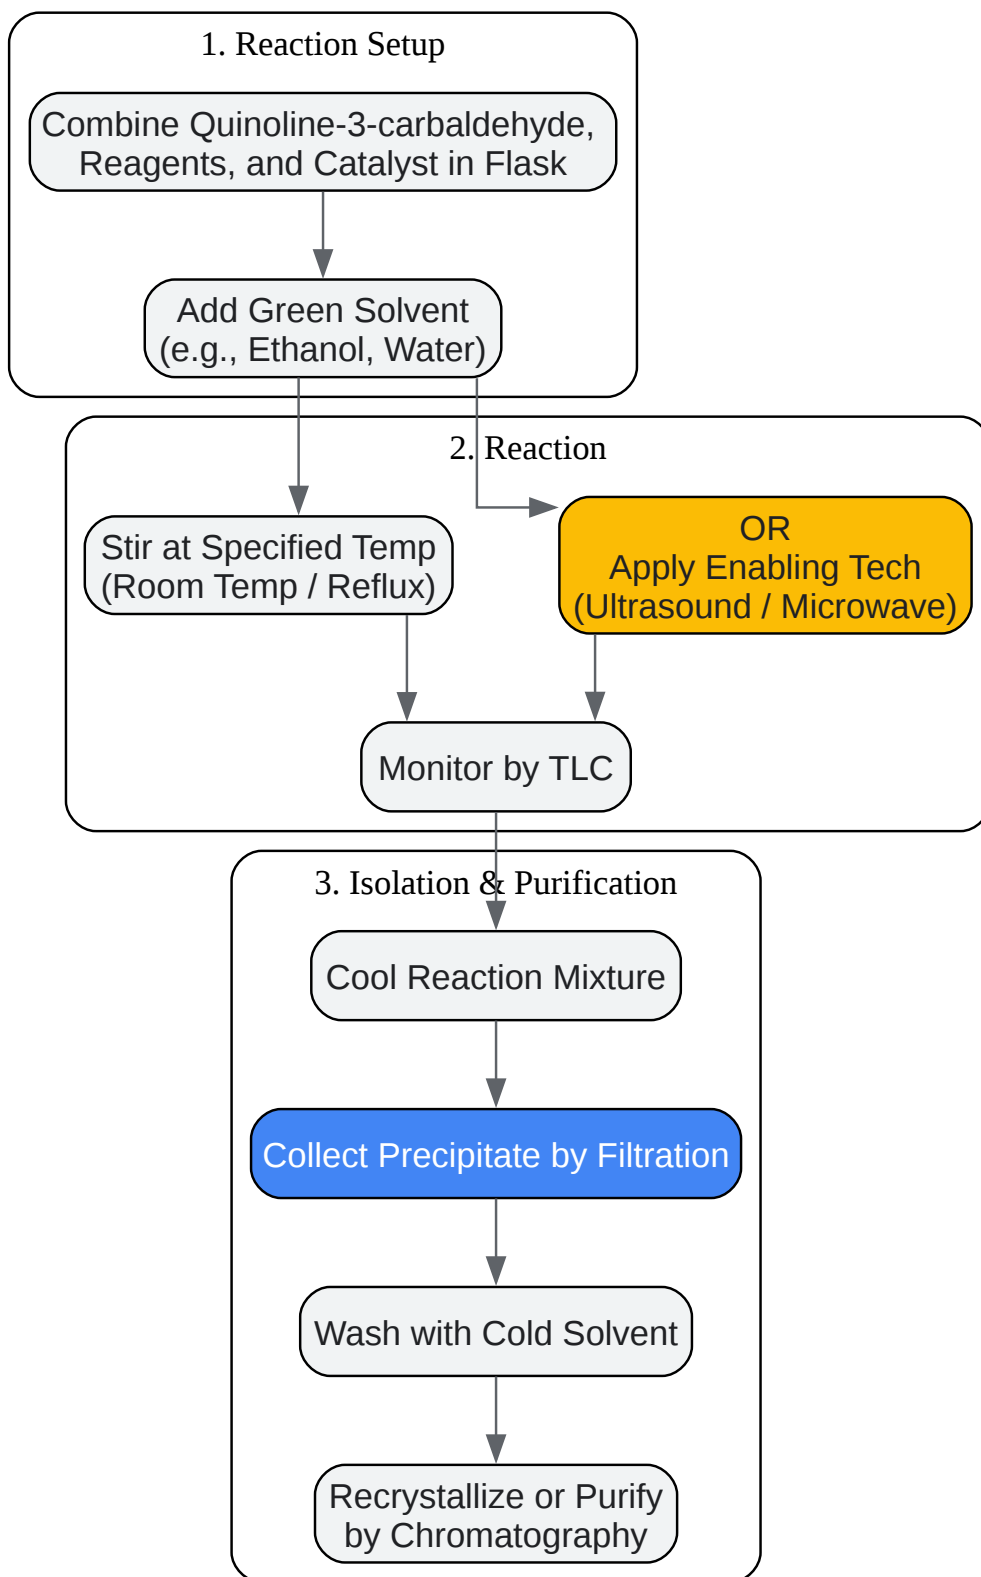 1. Reaction Setup
Combine Quinoline-3-carbaldehyde,
Reagents, and Catalyst in Flask
Add Green Solvent
(e.g., Ethanol, Water)
2. Reaction
Stir at Specified Temp
(Room Temp / Reflux)
OR
Apply Enabling Tech
(Ultrasound / Microwave)
Monitor by TLC
3. Isolation & Purification
Cool Reaction Mixture
Collect Precipitate by Filtration
Wash with Cold Solvent
Recrystallize or Purify
by Chromatography